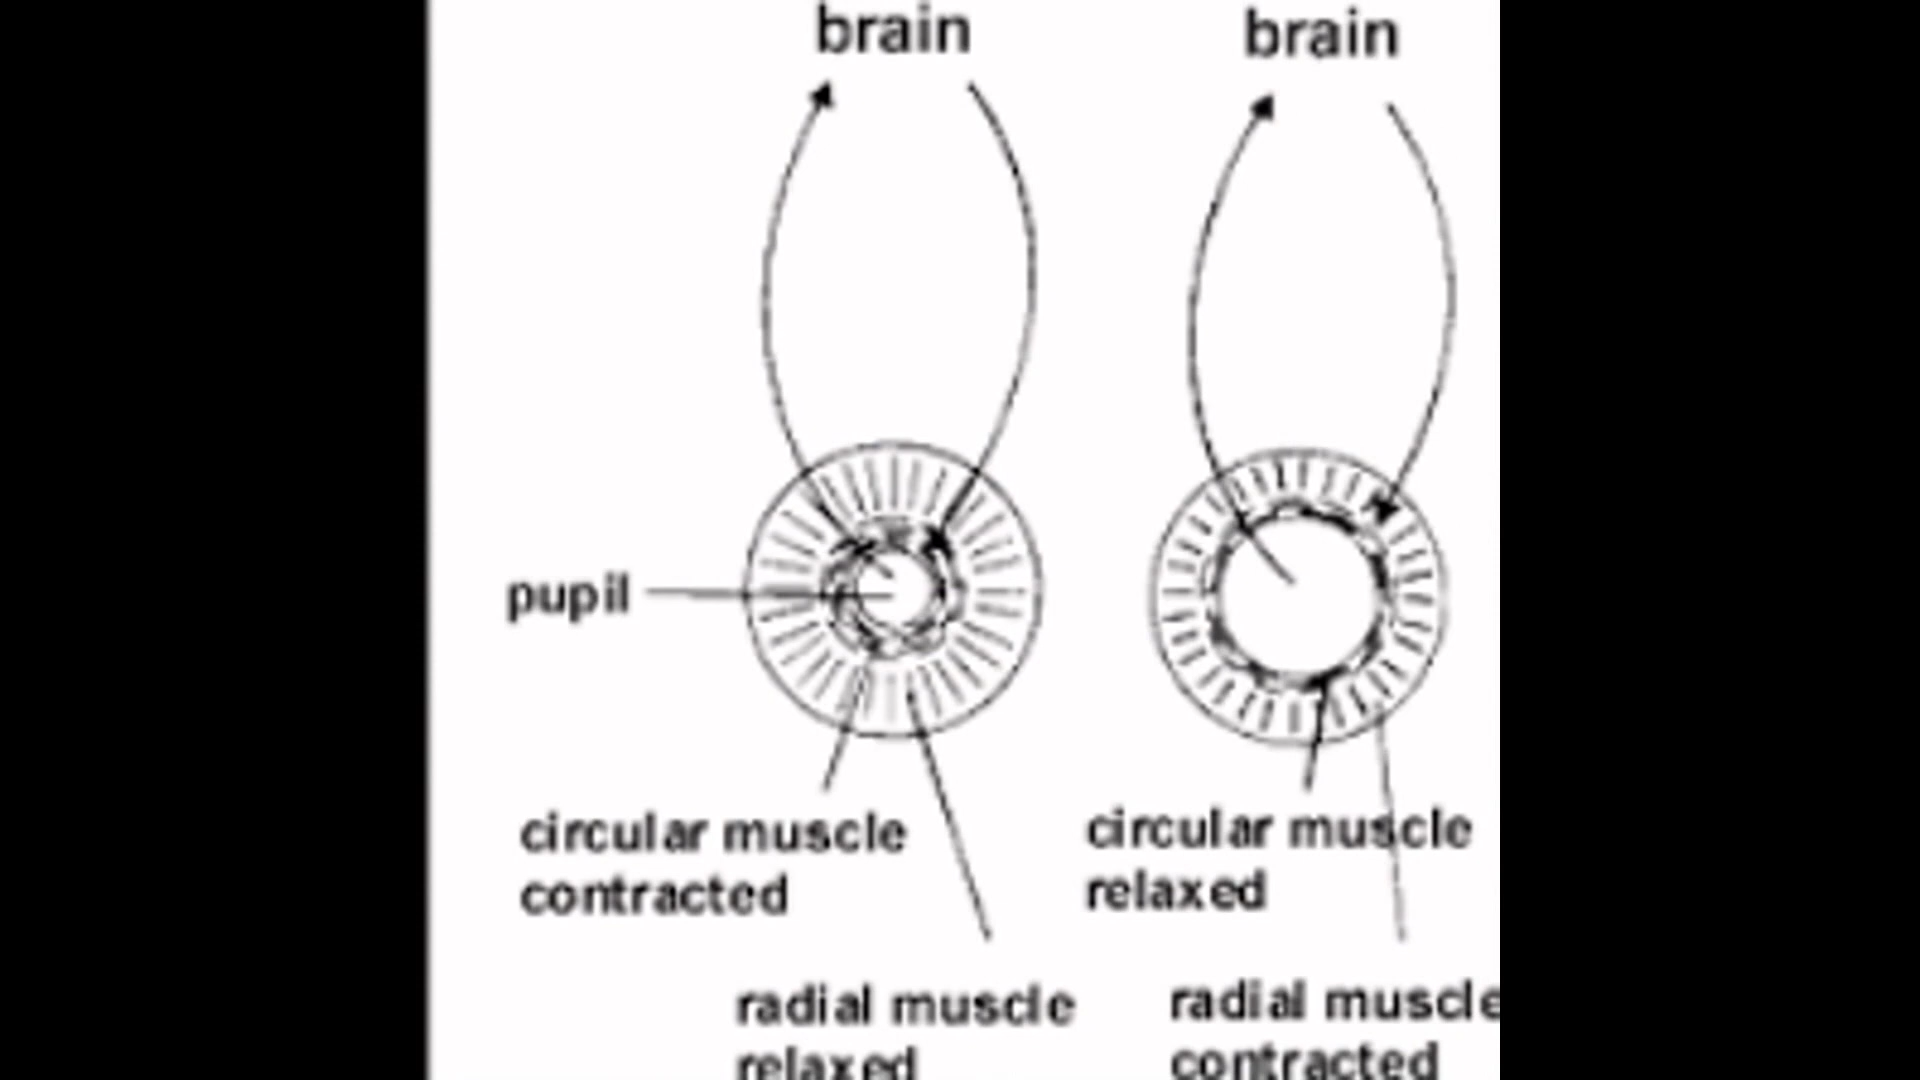 brain
brain
pupil
circular muscle
contracted
circular muscle
relaxed
radial muscle
relaxed
radial muscle
contracted